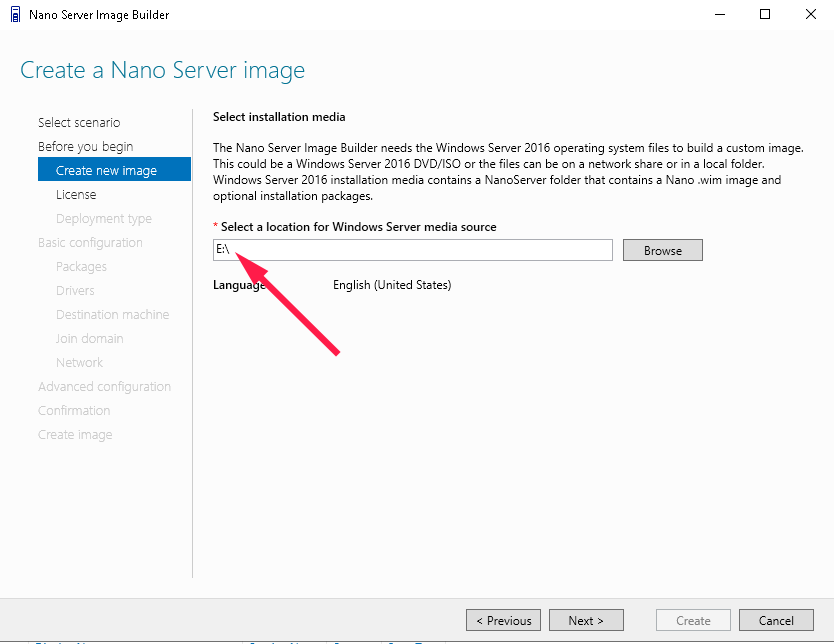 Nano Server Image Builder
Create a Nano Server image
Select scenario
Before you begin
Create new image
License
Deployment type
Basic configuration
Packages
Drivers
Destination machine
Join domain
Network
Advanced configuration
Confirmation
Create image
Select installation media
The Nano Server Image Builder needs the Windows Server 2016 operating system files to build a custom image.
This could be a Windows Server 2016 DVD/ISO or the files can be on a network share or in a local folder.
Windows Server 2016 installation media contains a NanoServer folder that contains a Nano .wim image and
optional installation packages.
* Select a location for Windows Server media source
E:\
Browse
Language English (United States)
< Previous
Next >
Create
Cancel